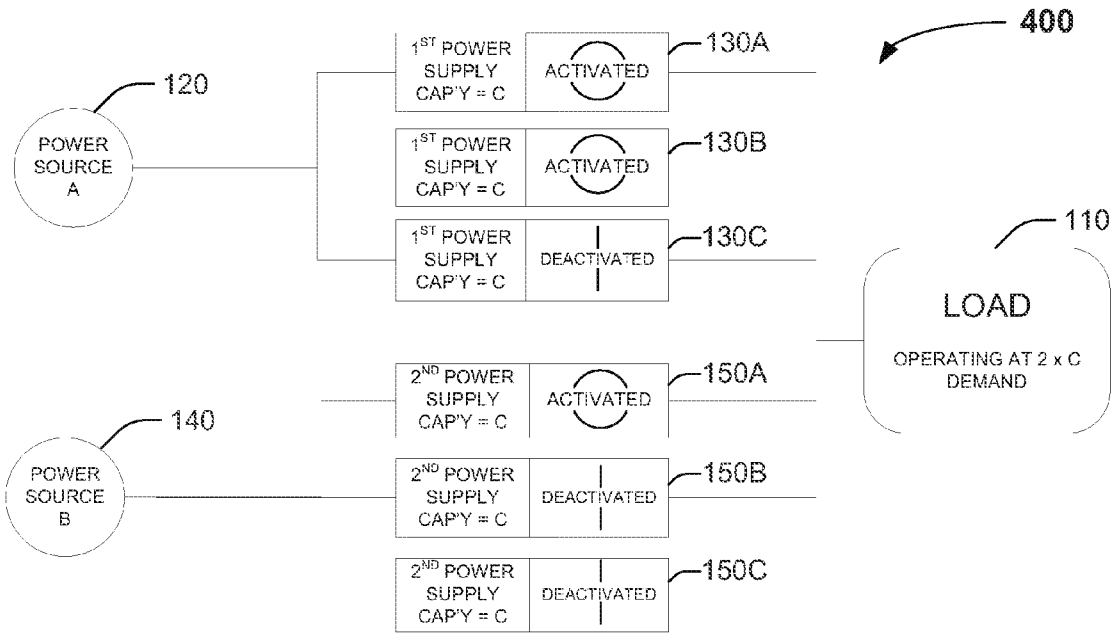 400
120
POWER
SOURCE
A
1ST POWER
SUPPLY
CAP'Y = C
ACTIVATED
130A
1ST POWER
SUPPLY
CAP'Y = C
ACTIVATED
130B
1ST POWER
SUPPLY
CAP'Y = C
DEACTIVATED
130C
110
LOAD
OPERATING AT 2 x C
DEMAND
140
POWER
SOURCE
B
2ND POWER
SUPPLY
CAP'Y = C
ACTIVATED
150A
2ND POWER
SUPPLY
CAP'Y = C
DEACTIVATED
150B
2ND POWER
SUPPLY
CAP'Y = C
DEACTIVATED
150C